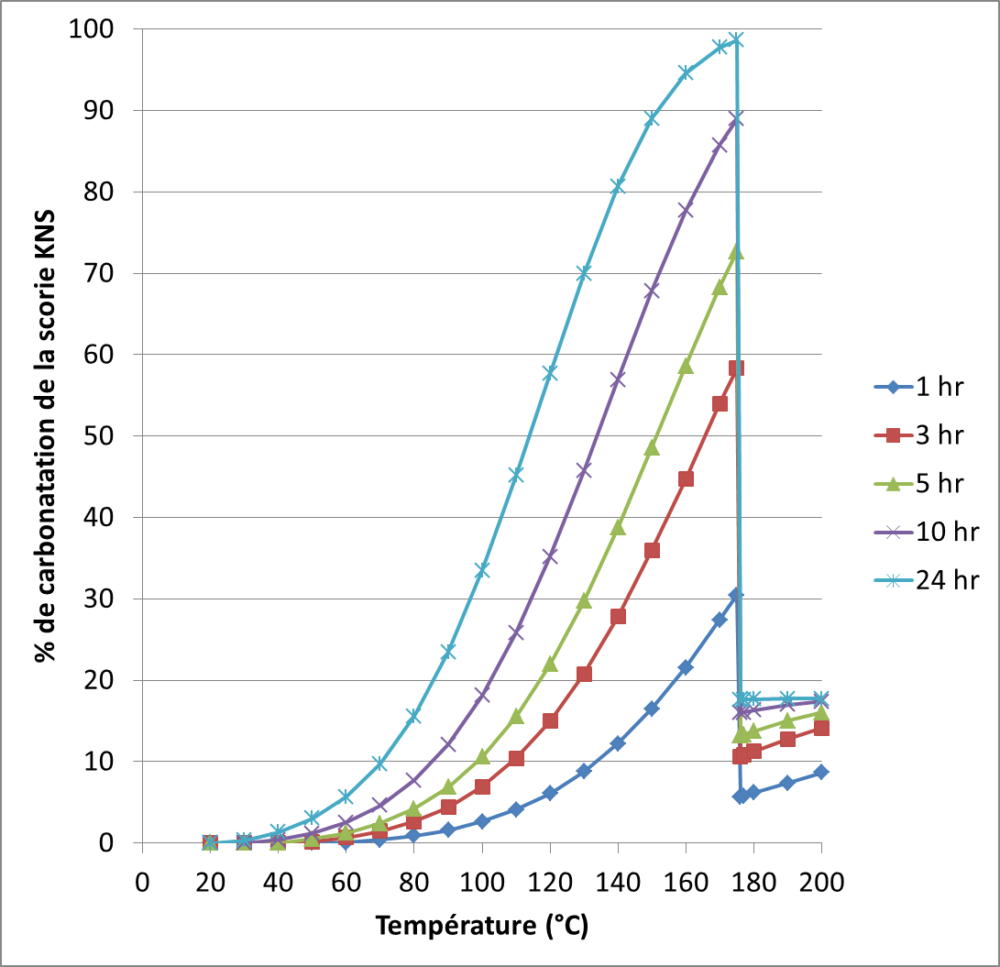 % de carbonatation de la scorie KNS
100
90
80
70
60
50
40
30
20
10
0
0 20 40 60 80 100 120 140 160 180 200
Température (°C)
1 hr
3 hr
5 hr
10 hr
24 hr